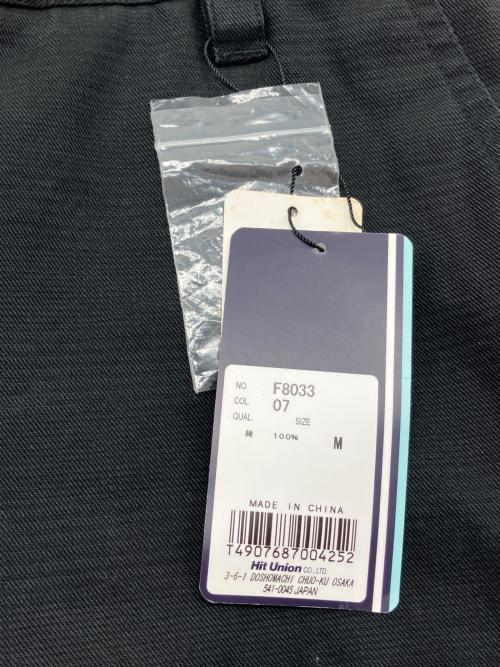 NO. F8033
COL. 07
QUAL. SIZE
綿 100% M
MADE IN CHINA
T4907687004252
Hit Union CO., LTD.
3-6-1 DOSHOMACHI CHUO-KU OSAKA
541-0045 JAPAN